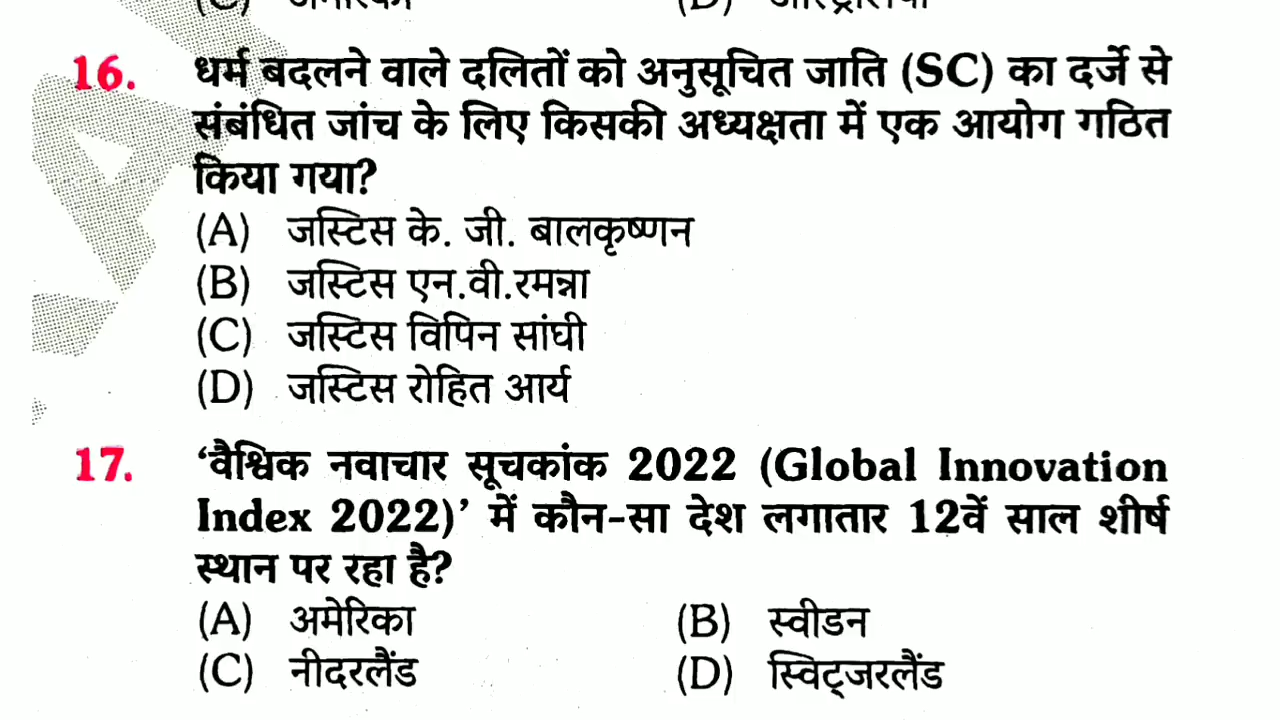 16. धर्म बदलने वाले दलितों को अनुसूचित जाति (SC) का दर्जे से
संबंधित जांच के लिए किसकी अध्यक्षता में एक आयोग गठित
किया गया?
(A) जस्टिस के. जी. बालकृष्णन
(B) जस्टिस एन.वी.रमन्ना
(C) जस्टिस विपिन सांघी
(D) जस्टिस रोहित आर्य
17. ‘वैश्विक नवाचार सूचकांक 2022 (Global Innovation
Index 2022)’ में कौन-सा देश लगातार 12वें साल शीर्ष
स्थान पर रहा है?
(A) अमेरिका (B) स्वीडन
(C) नीदरलैंड (D) स्विट्जरलैंड